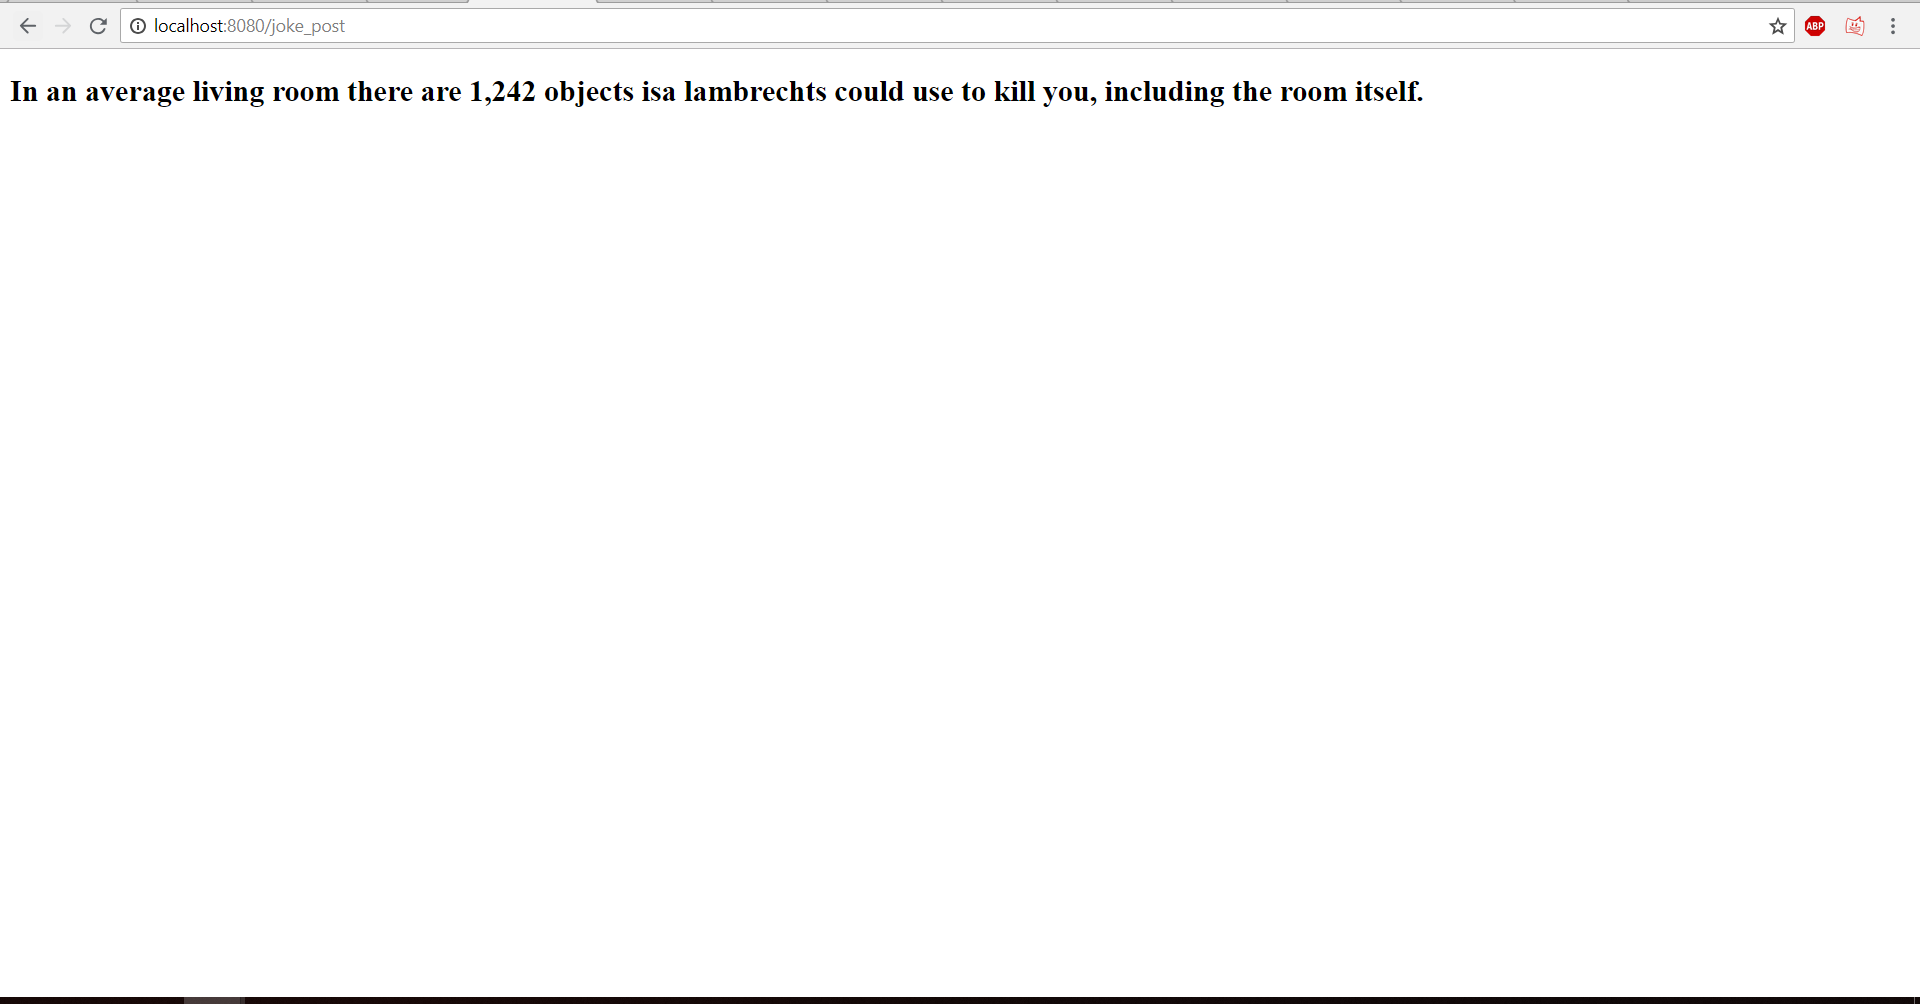 localhost:8080/joke_post
ABP
In an average living room there are 1,242 objects isa lambrechts could use to kill you, including the room itself.